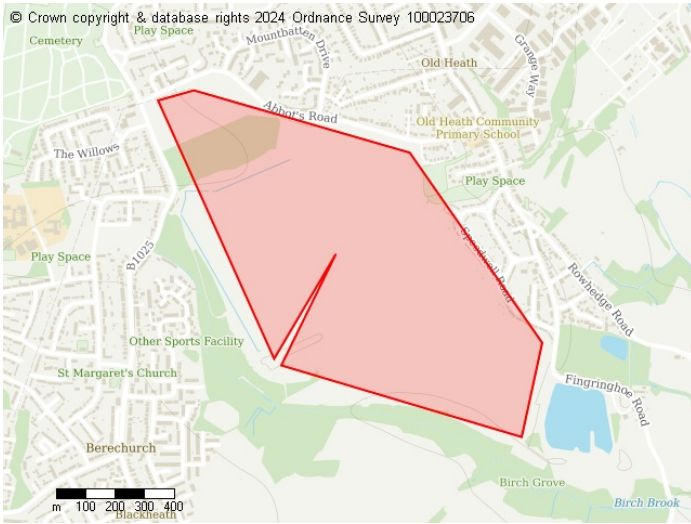 © Crown copyright & database rights 2024 Ordnance Survey 100023706
Play Space
Cemetery
Mountbatten Drive
Grange Way
Old Heath
Abbot's Road
Old Heath Community
Primary School
The Willows
Play Space
Speedwell Road
B1025
Play Space
Rowhedge Road
Other Sports Facility
St Margaret's Church
Fingringhoe Road
Berechurch
Birch Grove
m 100 200 300 400
Birch Brook
Blackheath